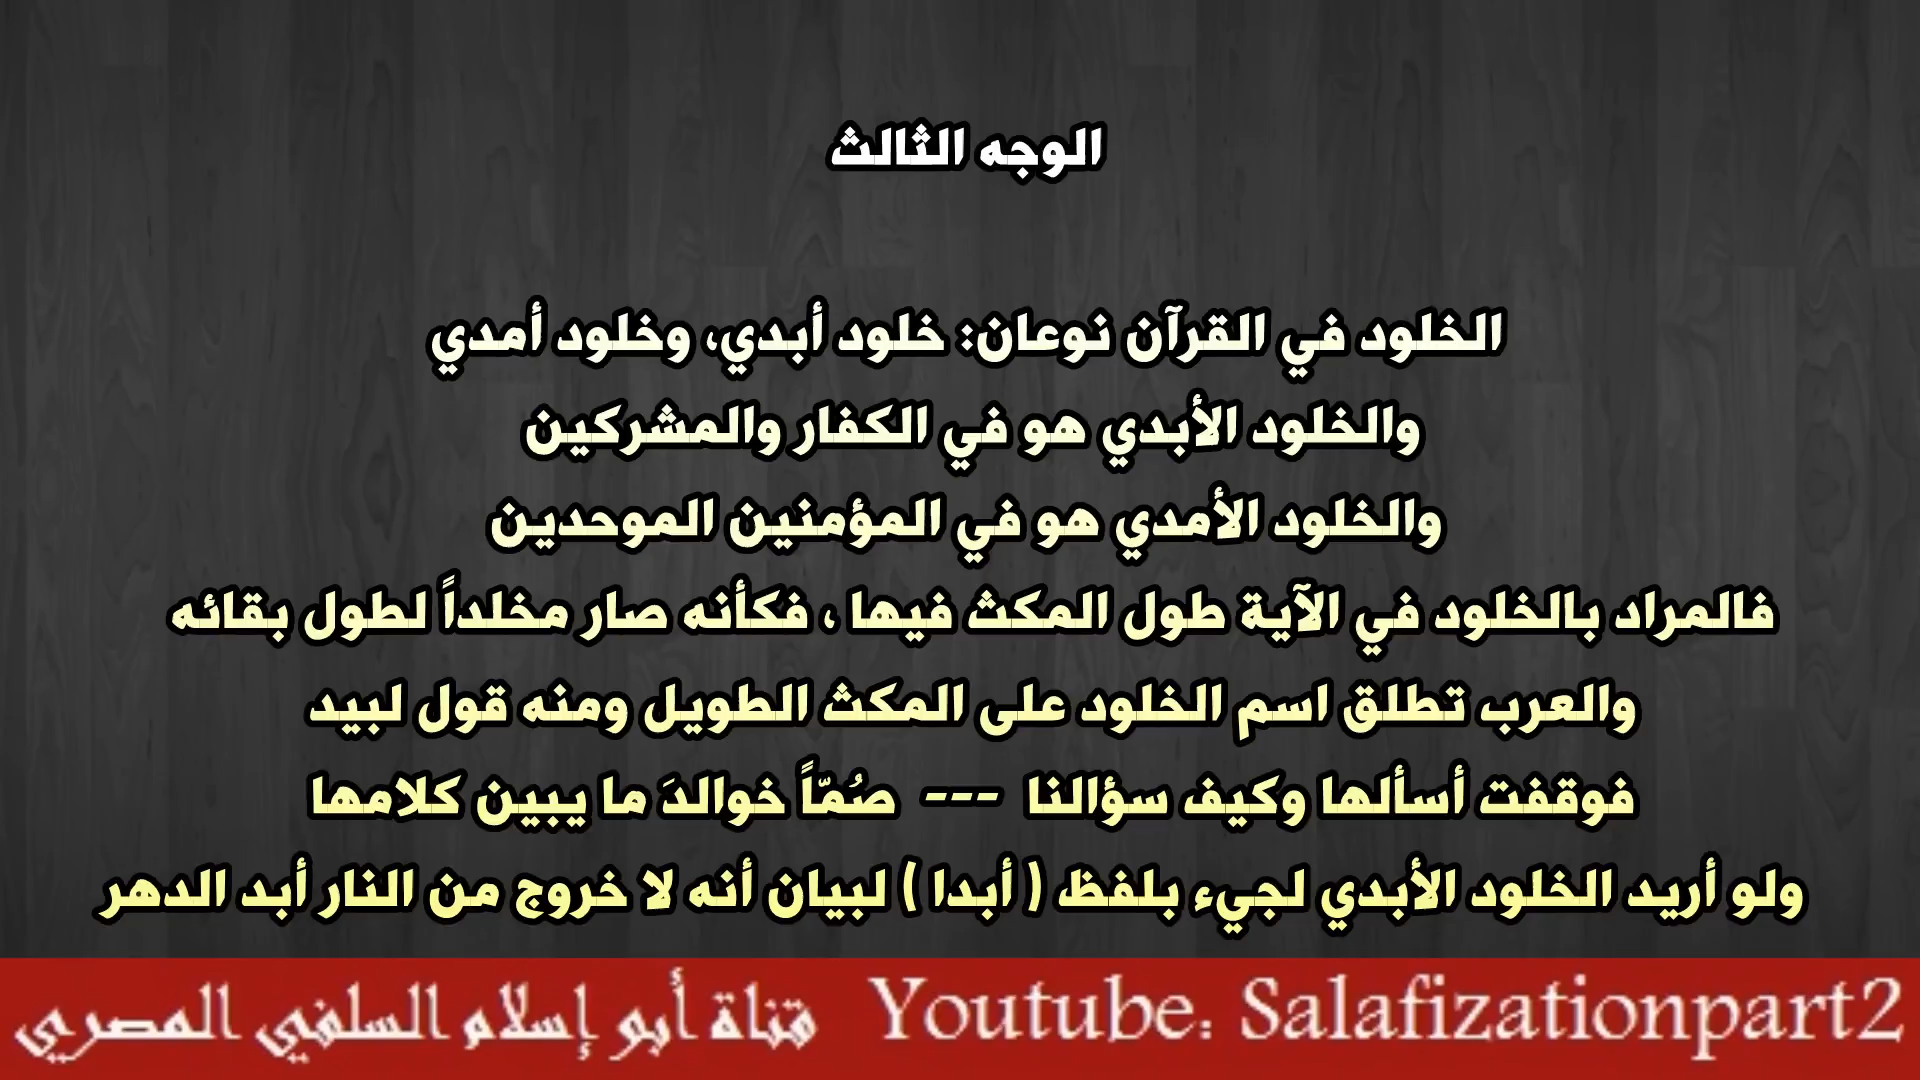 الوجه الثالث
الخلود في القرآن نوعان: خلود أبدي، وخلود أمدي
والخلود الأبدي هو في الكفار والمشركين
والخلود الأمدي هو في المؤمنين الموحدين
فالمراد بالخلود في الآية طول المكث فيها ، فكأنه صار مخلداً لطول بقائه
والعرب تطلق اسم الخلود على المكث الطويل ومنه قول لبيد
فوقفت أسألها وكيف سؤالنا --- صُمّاً خوالدَ ما يبين كلامها
ولو أريد الخلود الأبدي لجيء بلفظ ( أبدا ) لبيان أنه لا خروج من النار أبد الدهر
قناة أبو إسلام السلفي المصري Youtube: Salafizationpart2